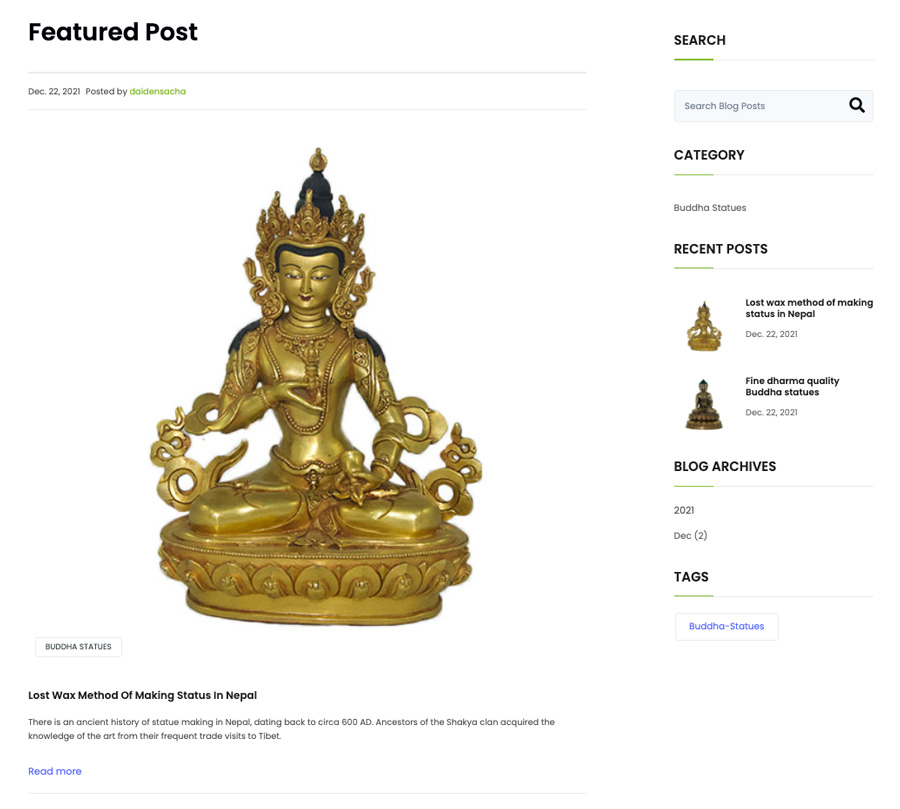 Featured Post
Dec. 22, 2021 Posted by daidensacha
BUDDHA STATUES
Lost Wax Method Of Making Status In Nepal
There is an ancient history of statue making in Nepal, dating back to circa 600 AD. Ancestors of the Shakya clan acquired the
knowledge of the art from their frequent trade visits to Tibet.
Read more
SEARCH
Search Blog Posts
CATEGORY
Buddha Statues
RECENT POSTS
Lost wax method of making
status in Nepal
Dec. 22, 2021
Fine dharma quality
Buddha statues
Dec. 22, 2021
BLOG ARCHIVES
2021
Dec (2)
TAGS
Buddha-Statues